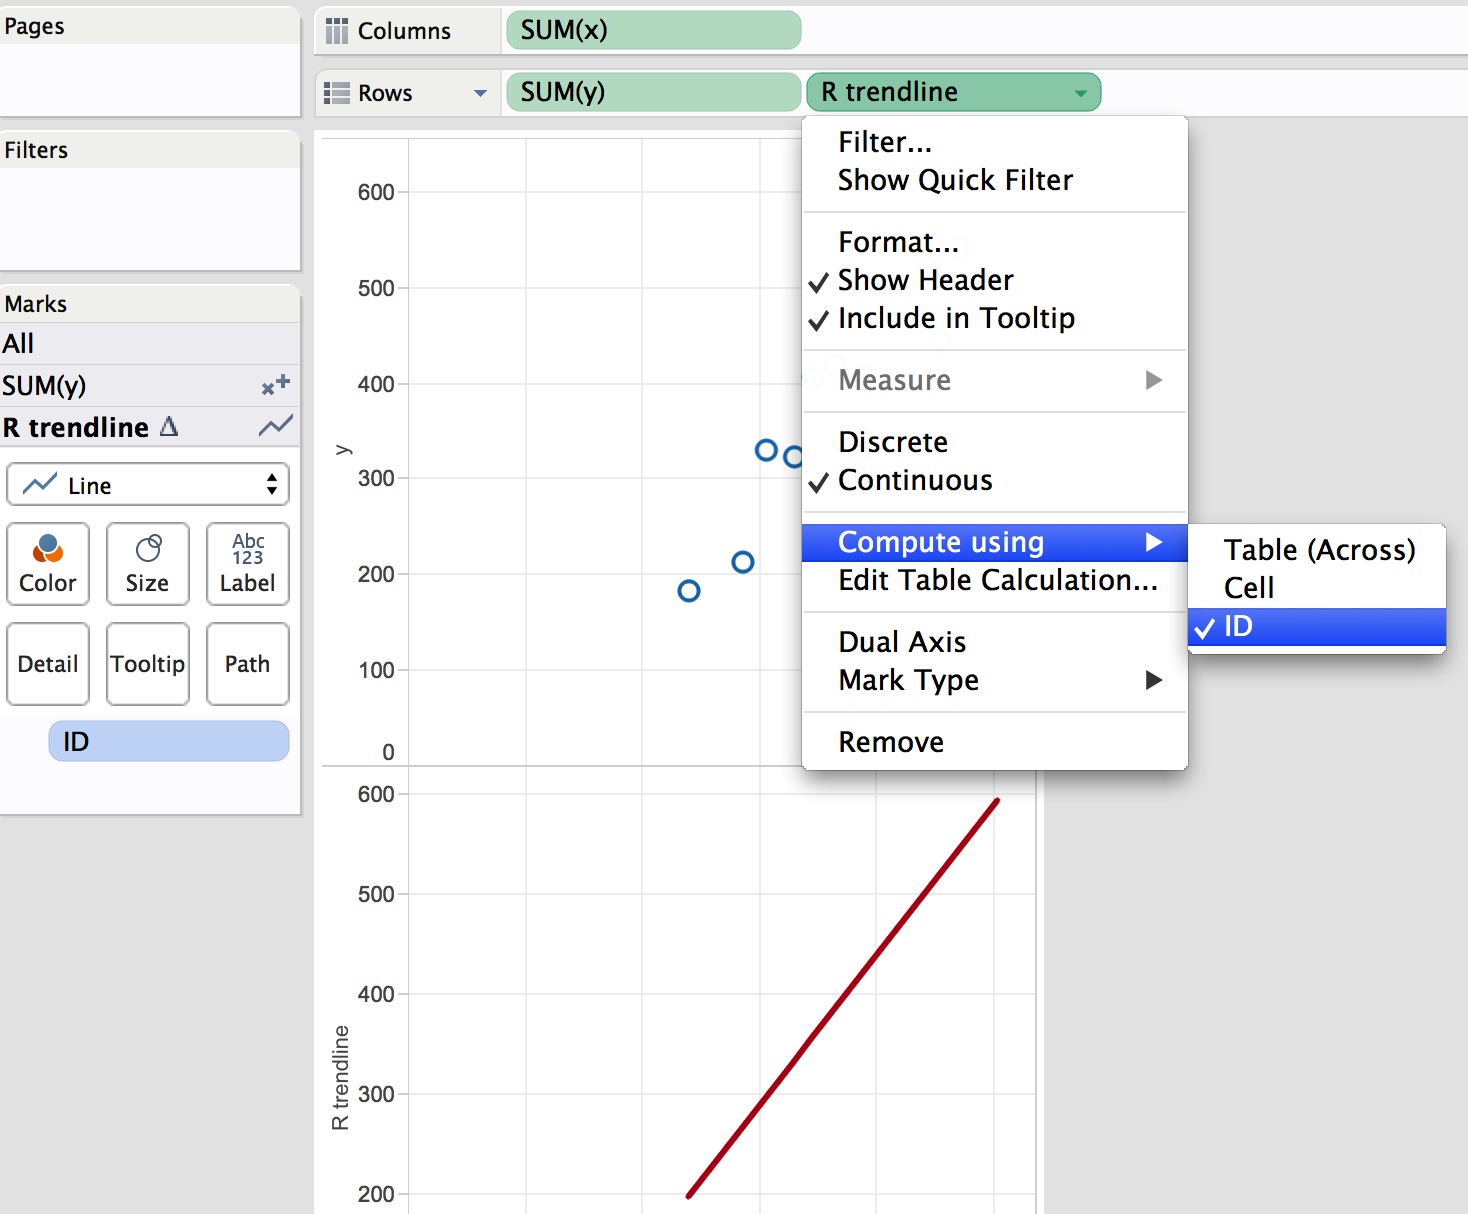 Pages
Filters
Marks
All
SUM(y)
R trendline Δ
Line
Color
Size
Abc
123
Label
Detail
Tooltip
Path
ID
Columns
SUM(x)
Rows
SUM(y)
R trendline
600
500
400
300
200
100
0
y
600
500
400
300
200
R trendline
Filter...
Show Quick Filter
Format...
✓ Show Header
✓ Include in Tooltip
Measure
Discrete
✓ Continuous
Compute using
Edit Table Calculation...
Dual Axis
Mark Type
Remove
Table (Across)
Cell
✓ ID